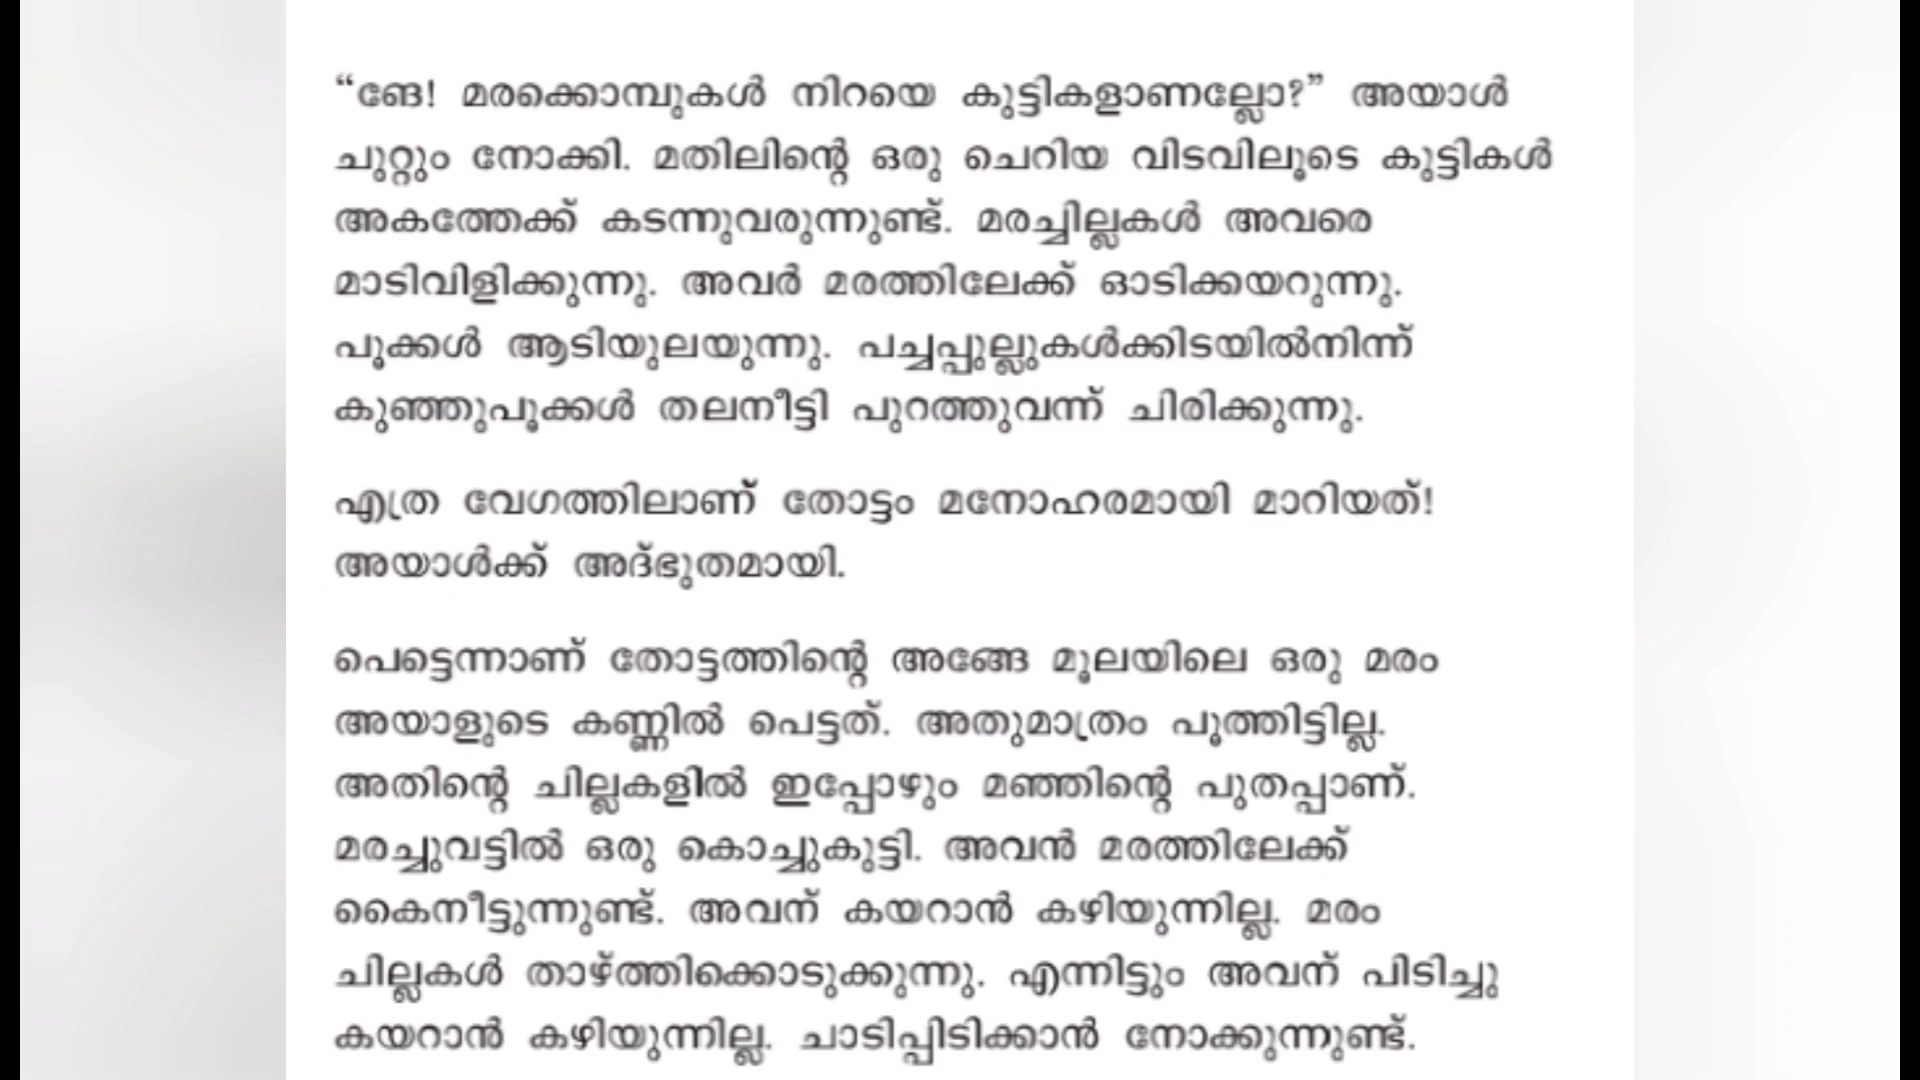 “ങേ! മരക്കൊമ്പുകൾ നിറയെ കുട്ടികളാണല്ലോ?” അയാൾ
ചുറ്റും നോക്കി. മതിലിന്റെ ഒരു ചെറിയ വിടവിലൂടെ കുട്ടികൾ
അകത്തേക്ക് കടന്നുവരുന്നുണ്ട്. മരച്ചില്ലകൾ അവരെ
മാടിവിളിക്കുന്നു. അവർ മരത്തിലേക്ക് ഓടിക്കയറുന്നു.
പൂക്കൾ ആടിയുലയുന്നു. പച്ചപ്പുല്ലുകൾക്കിടയിൽനിന്ന്
കുഞ്ഞുപൂക്കൾ തലനീട്ടി പുറത്തുവന്ന് ചിരിക്കുന്നു.
എത്ര വേഗത്തിലാണ് തോട്ടം മനോഹരമായി മാറിയത്!
അയാൾക്ക് അദ്ഭുതമായി.
പെട്ടെന്നാണ് തോട്ടത്തിന്റെ അങ്ങേ മൂലയിലെ ഒരു മരം
അയാളുടെ കണ്ണിൽ പെട്ടത്. അതുമാത്രം പൂത്തിട്ടില്ല.
അതിന്റെ ചില്ലകളിൽ ഇപ്പോഴും മഞ്ഞിന്റെ പുതപ്പാണ്.
മരച്ചുവട്ടിൽ ഒരു കൊച്ചുകുട്ടി. അവൻ മരത്തിലേക്ക്
കൈനീട്ടുന്നുണ്ട്. അവന് കയറാൻ കഴിയുന്നില്ല. മരം
ചില്ലകൾ താഴ്ത്തിക്കൊടുക്കുന്നു. എന്നിട്ടും അവന് പിടിച്ചു
കയറാൻ കഴിയുന്നില്ല. ചാടിപ്പിടിക്കാൻ നോക്കുന്നുണ്ട്.